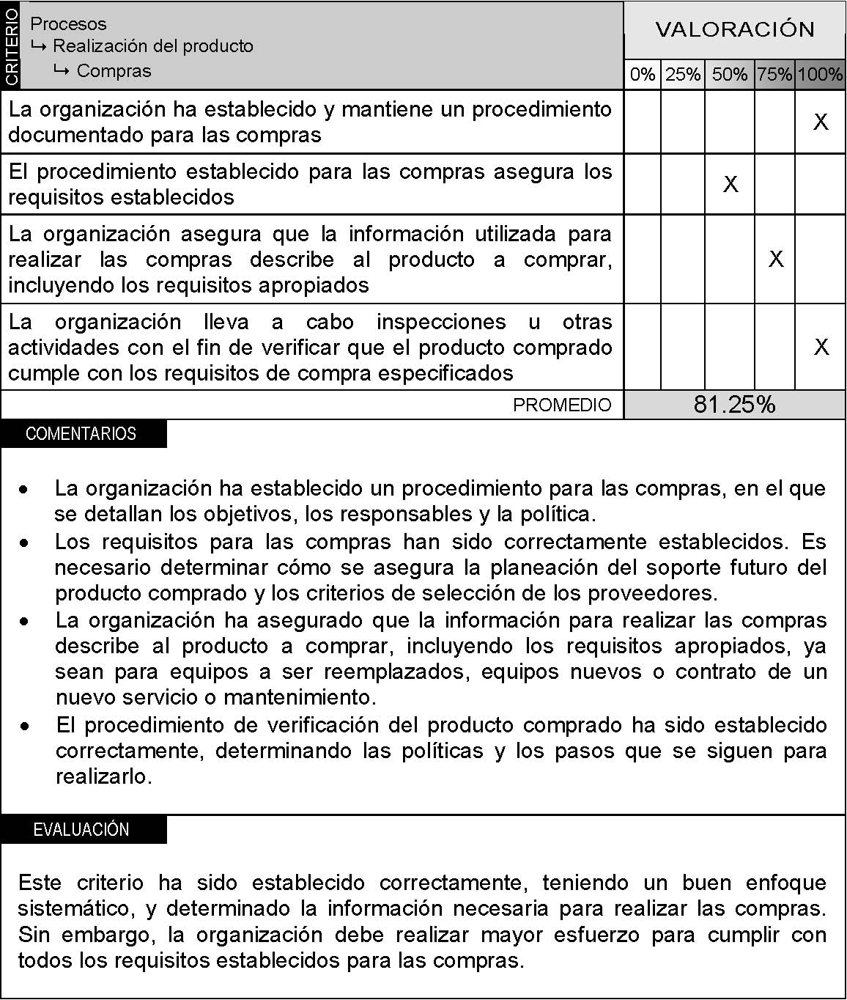 CRITERIO
Procesos
↳ Realización del producto
↳ Compras
VALORACIÓN
0% 25% 50% 75% 100%
La organización ha establecido y mantiene un procedimiento
documentado para las compras
X
El procedimiento establecido para las compras asegura los
requisitos establecidos
X
La organización asegura que la información utilizada para
realizar las compras describe al producto a comprar,
incluyendo los requisitos apropiados
X
La organización lleva a cabo inspecciones u otras
actividades con el fin de verificar que el producto comprado
cumple con los requisitos de compra especificados
X
PROMEDIO 81.25%
COMENTARIOS
• La organización ha establecido un procedimiento para las compras, en el que
se detallan los objetivos, los responsables y la política.
• Los requisitos para las compras han sido correctamente establecidos. Es
necesario determinar cómo se asegura la planeación del soporte futuro del
producto comprado y los criterios de selección de los proveedores.
• La organización ha asegurado que la información para realizar las compras
describe al producto a comprar, incluyendo los requisitos apropiados, ya
sean para equipos a ser reemplazados, equipos nuevos o contrato de un
nuevo servicio o mantenimiento.
• El procedimiento de verificación del producto comprado ha sido establecido
correctamente, determinando las políticas y los pasos que se siguen para
realizarlo.
EVALUACIÓN
Este criterio ha sido establecido correctamente, teniendo un buen enfoque
sistemático, y determinado la información necesaria para realizar las compras.
Sin embargo, la organización debe realizar mayor esfuerzo para cumplir con
todos los requisitos establecidos para las compras.